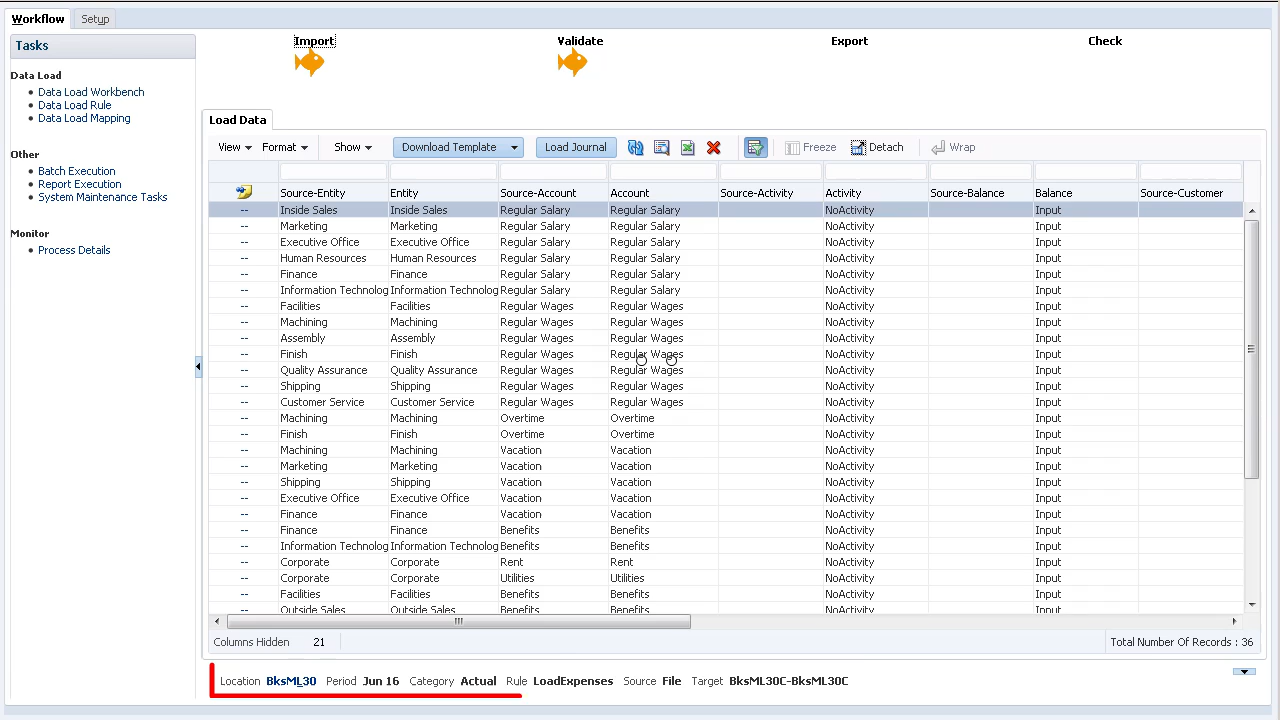 Workflow Setup
Tasks
Data Load
Data Load Workbench
Data Load Rule
Data Load Mapping
Other
Batch Execution
Report Execution
System Maintenance Tasks
Monitor
Process Details
Import Validate Export Check
Load Data
View Format Show Download Template Load Journal Freeze Detach Wrap
Source-Entity Entity Source-Account Account Source-Activity Activity Source-Balance Balance Source-Customer
-- Inside Sales Inside Sales Regular Salary Regular Salary NoActivity Input
-- Marketing Marketing Regular Salary Regular Salary NoActivity Input
-- Executive Office Executive Office Regular Salary Regular Salary NoActivity Input
-- Human Resources Human Resources Regular Salary Regular Salary NoActivity Input
-- Finance Finance Regular Salary Regular Salary NoActivity Input
-- Information Technolog Information Technolog Regular Salary Regular Salary NoActivity Input
-- Facilities Facilities Regular Wages Regular Wages NoActivity Input
-- Machining Machining Regular Wages Regular Wages NoActivity Input
-- Assembly Assembly Regular Wages Regular Wages NoActivity Input
-- Finish Finish Regular Wages Regular Wages NoActivity Input
-- Quality Assurance Quality Assurance Regular Wages Regular Wages NoActivity Input
-- Shipping Shipping Regular Wages Regular Wages NoActivity Input
-- Customer Service Customer Service Regular Wages Regular Wages NoActivity Input
-- Machining Machining Overtime Overtime NoActivity Input
-- Finish Finish Overtime Overtime NoActivity Input
-- Machining Machining Vacation Vacation NoActivity Input
-- Marketing Marketing Vacation Vacation NoActivity Input
-- Shipping Shipping Vacation Vacation NoActivity Input
-- Executive Office Executive Office Vacation Vacation NoActivity Input
-- Finance Finance Vacation Vacation NoActivity Input
-- Finance Finance Benefits Benefits NoActivity Input
-- Information Technolog Information Technolog Benefits Benefits NoActivity Input
-- Corporate Corporate Rent Rent NoActivity Input
-- Corporate Corporate Utilities Utilities NoActivity Input
-- Facilities Facilities Benefits Benefits NoActivity Input
-- Outside Sales Outside Sales Benefits Benefits NoActivity Input
Columns Hidden 21 Total Number Of Records : 36
Location BksML30 Period Jun 16 Category Actual Rule Source File Target BksML30C-BksML30C